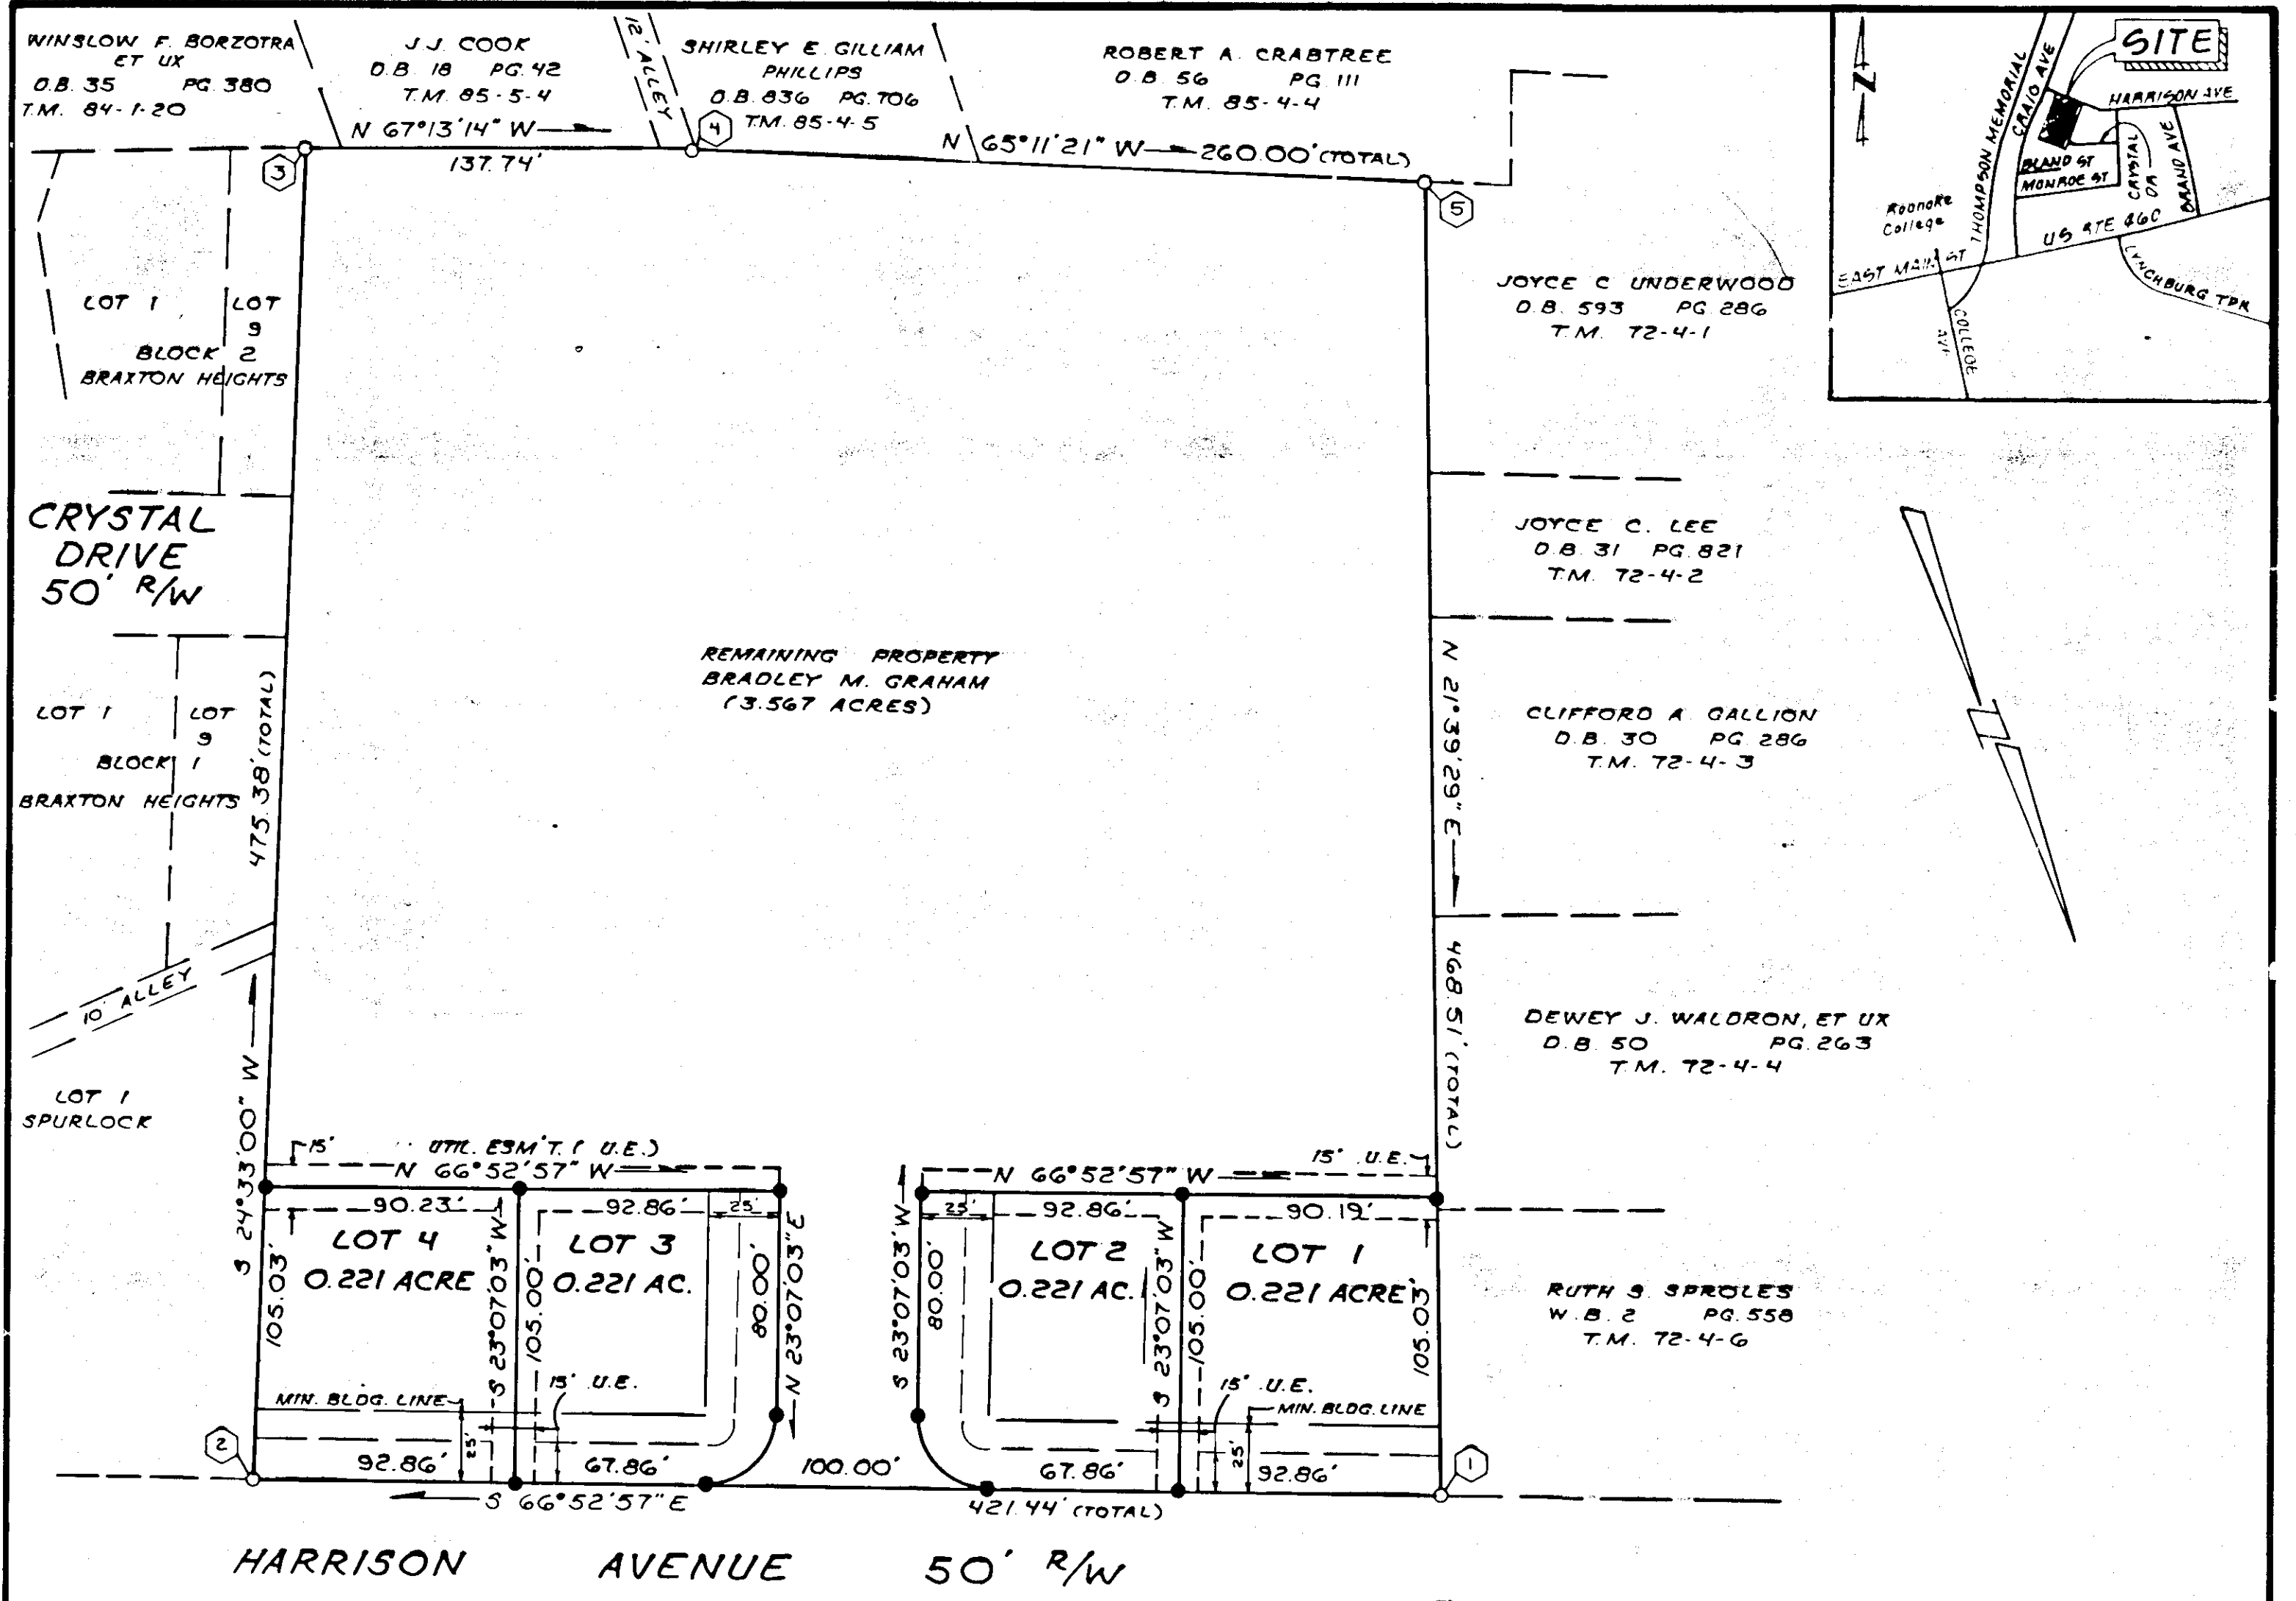 WINSLOW F. BORZOTRA
ET UX
D.B. 35 PG. 380
T.M. 84-1-20
J.J. COOK
D.B. 18 PG. 42
T.M. 85-5-4
12' ALLEY
SHIRLEY E. GILLIAM
PHILLIPS
D.B. 836 PG. 706
T.M. 85-4-5
ROBERT A. CRABTREE
D.B. 56 PG. 111
T.M. 85-4-4
N 67°13'14" W
137.74'
N 65°11'21" W 260.00' (TOTAL)
3
4
5
SITE
N
THOMPSON MEMORIAL
CRAIG AVE
HARRISON AVE
BLAND ST
MONROE ST
CRYSTAL
DR
BRAND AVE
Roanoke
College
US RTE 460
EAST MAIN ST
LYNCHBURG TPK
COLLEGE
AVE
LOT 1
LOT
9
BLOCK 2
BRAXTON HEIGHTS
JOYCE C UNDERWOOD
D.B. 593 PG. 286
T.M. 72-4-1
CRYSTAL
DRIVE
50' R/W
JOYCE C. LEE
D.B. 31 PG. 821
T.M. 72-4-2
REMAINING PROPERTY
BRADLEY M. GRAHAM
(3.567 ACRES)
N 21°39'29" E
468.51' (TOTAL)
CLIFFORD A GALLION
D.B. 30 PG. 286
T.M. 72-4-3
N
LOT 1
LOT
9
BLOCK 1
BRAXTON HEIGHTS
475.38' (TOTAL)
S 24°33'00" W
10' ALLEY
DEWEY J. WALDRON, ET UX
D.B. 50 PG. 263
T.M. 72-4-4
LOT 1
SPURLOCK
15' UTIL. ESM'T. (U.E.)
N 66°52'57" W
N 66°52'57" W
15' U.E.
90.23'
92.86'
25'
25'
92.86'
90.19'
LOT 4
0.221 ACRE
LOT 3
0.221 AC.
LOT 2
0.221 AC.
LOT 1
0.221 ACRE
105.03'
S 23°07'03" W
105.00'
80.00'
N 23°07'03" E
S 23°07'03" W
80.00'
S 23°07'03" W
105.00'
105.03'
RUTH S. SPROLES
W.B. 2 PG. 558
T.M. 72-4-6
MIN. BLDG. LINE
15' U.E.
15' U.E.
MIN. BLDG. LINE
2
92.86'
25'
67.86'
100.00'
67.86'
25'
92.86'
1
S 66°52'57" E
421.44' (TOTAL)
HARRISON AVENUE 50' R/W